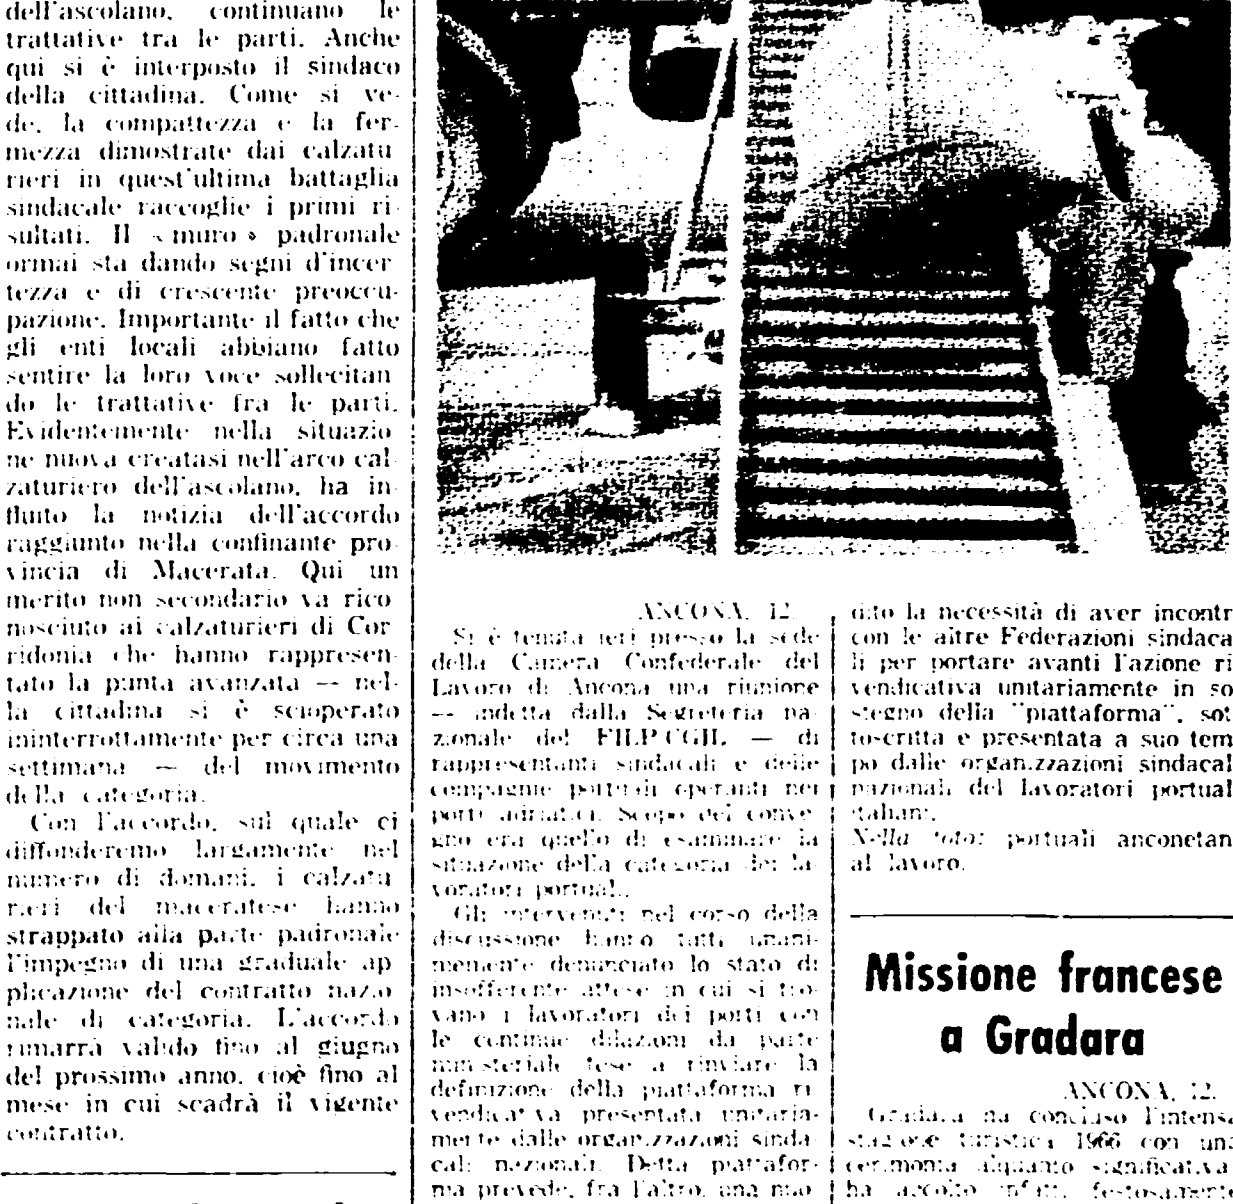 dell'ascolano, continuano le
trattative tra le parti. Anche
qui si è interposto il sindaco
della cittadina. Come si ve-
de, la compattezza e la fer-
mezza dimostrate dai calzatu
rieri in quest'ultima battaglia
sindacale raccoglie i primi ri
sultati. Il « muro » padronale
ormai sta dando segni d'incer
tezza e di crescente preoccu-
pazione. Importante il fatto che
gli enti locali abbiano fatto
sentire la loro voce sollecitan
do le trattative fra le parti.
Evidentemente nella situazio
ne nuova creatasi nell'arco cal
zaturiero dell'ascolano, ha in
fluito la notizia dell'accordo
raggiunto nella confinante pro
vincia di Macerata. Qui un
merito non secondario va rico
nosciuto ai calzaturieri di Cor
ridonia che hanno rappresen-
tato la punta avanzata — nel-
la cittadina si è scioperato
ininterrottamente per circa una
settimana — del movimento
della categoria.
Con l'accordo, sul quale ci
diffonderemo largamente nel
numero di domani, i calzatu
rieri del maceratese hanno
strappato alla parte padronale
l'impegno di una graduale ap
plicazione del contratto nazio
nale di categoria. L'accordo
rimarrà valido fino al giugno
del prossimo anno, cioè fino al
mese in cui scadrà il vigente
contratto.
ANCONA, 12.
Si è tenuta ieri presso la sede
della Camera Confederale del
Lavoro di Ancona una riunione
— indetta dalla Segreteria na-
zionale del FILP CGIL — di
rappresentanti sindacali e delle
compagnie portuali operanti nei
porti adriatici. Scopo del conve-
gno era quello di esaminare la
situazione della categoria dei la-
voratori portuali.
Gli intervenuti nel corso della
discussione hanno tutti unani-
memente denunciato lo stato di
insofferente attesa in cui si tro-
vano i lavoratori dei porti con
le continue dilazioni da parte
ministeriale tese a rinviare la
definizione della piattaforma ri-
vendicativa presentata unitaria-
mente dalle organizzazioni sinda-
cali nazionali. Detta piattafor-
ma prevede, fra l'altro, una
la necessità di aver incontr
con le altre Federazioni sindaca
li per portare avanti l'azione ri
vendicativa unitariamente in so
stegno della "piattaforma", sot
toscritta e presentata a suo tem
po dalle organizzazioni sindacal
nazionali dei lavoratori portual
italiani.
Nella foto: portuali anconetan
al lavoro.
Missione francese
a Gradara
ANCONA, 12.
Gradara ha concluso l'intensa
stagione turistica 1966 con una
cerimonia alquanto significativa:
ha accolto infatti festosamente